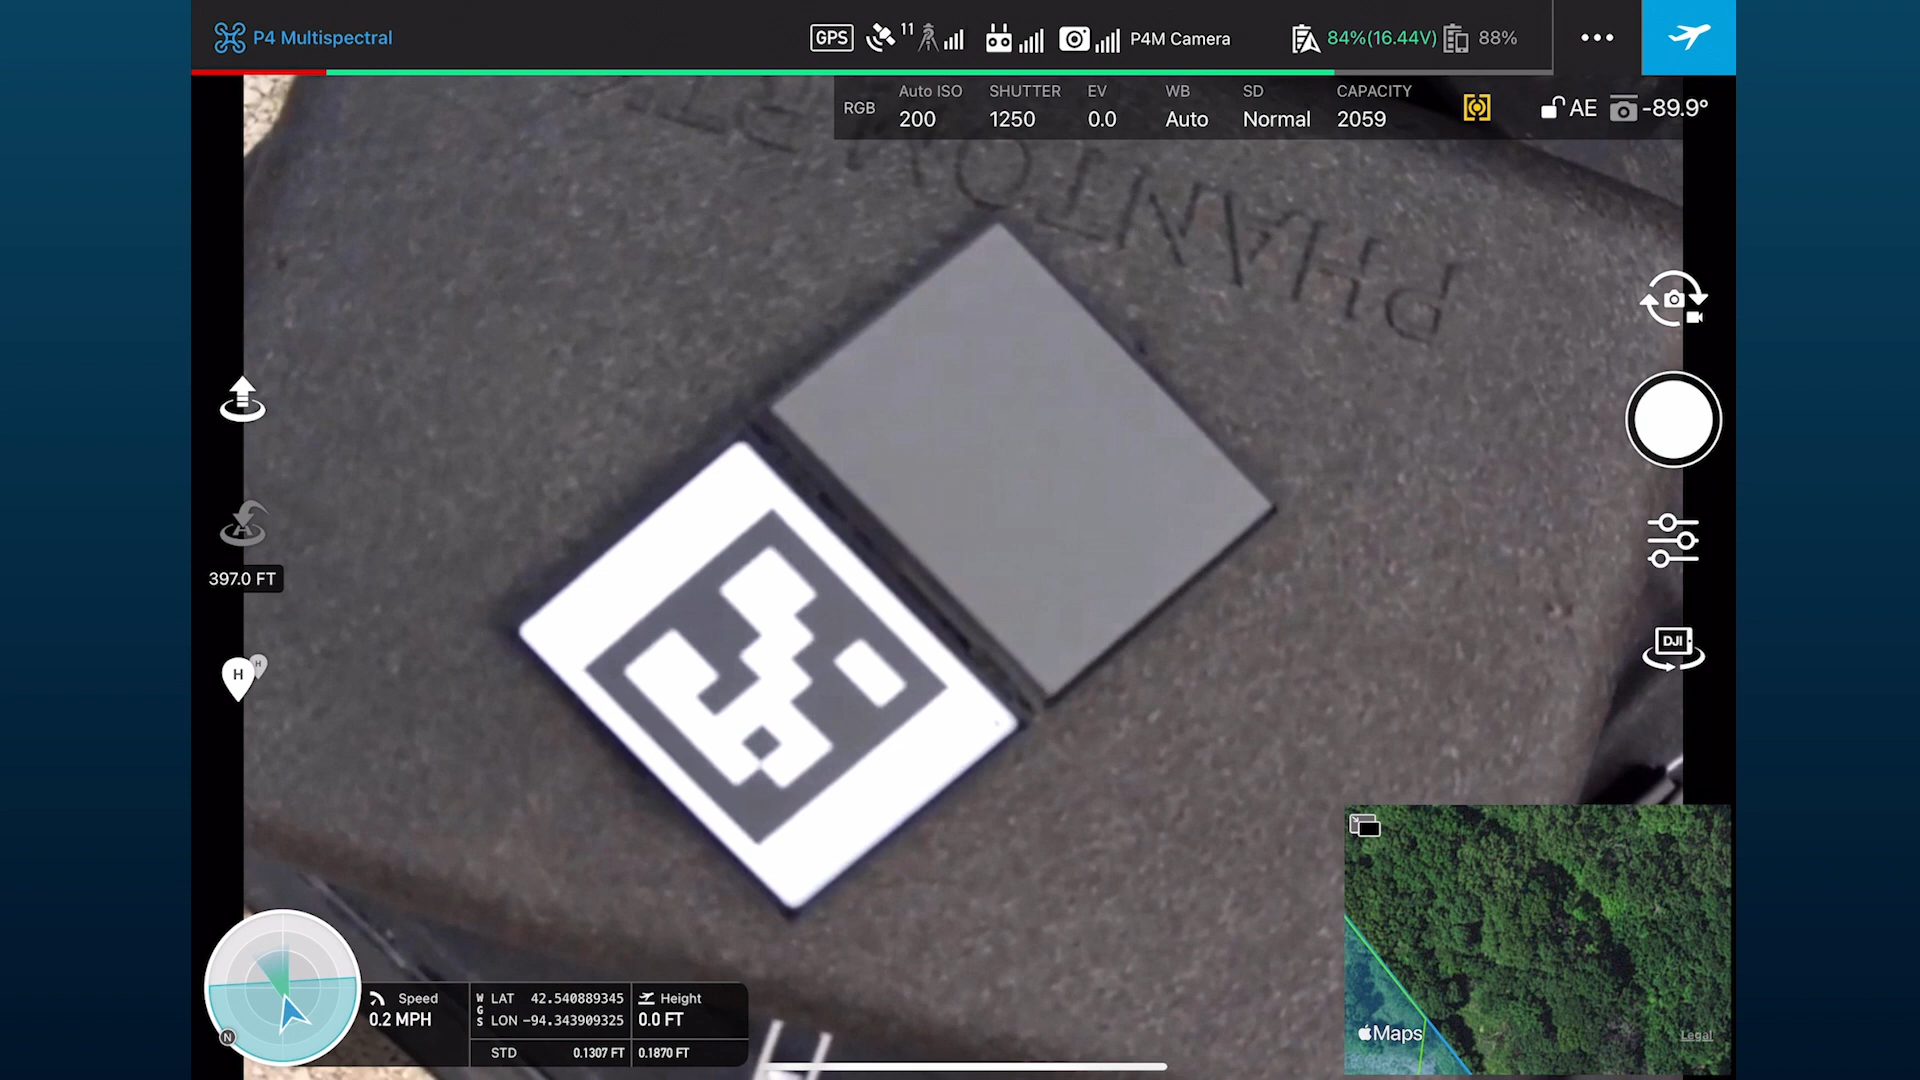 P4 Multispectral
GPS
11
P4M Camera
84%(16.44V)
88%
RGB
Auto ISO
200
SHUTTER
1250
EV
0.0
WB
Auto
SD
Normal
CAPACITY
2059
AE
-89.9°
PHANTOM
DJI
397.0 FT
H
H
N
Speed
0.2 MPH
WGS
LAT 42.540889345
LON -94.343909325
STD 0.1307 FT
Height
0.0 FT
0.1870 FT
Maps
Legal